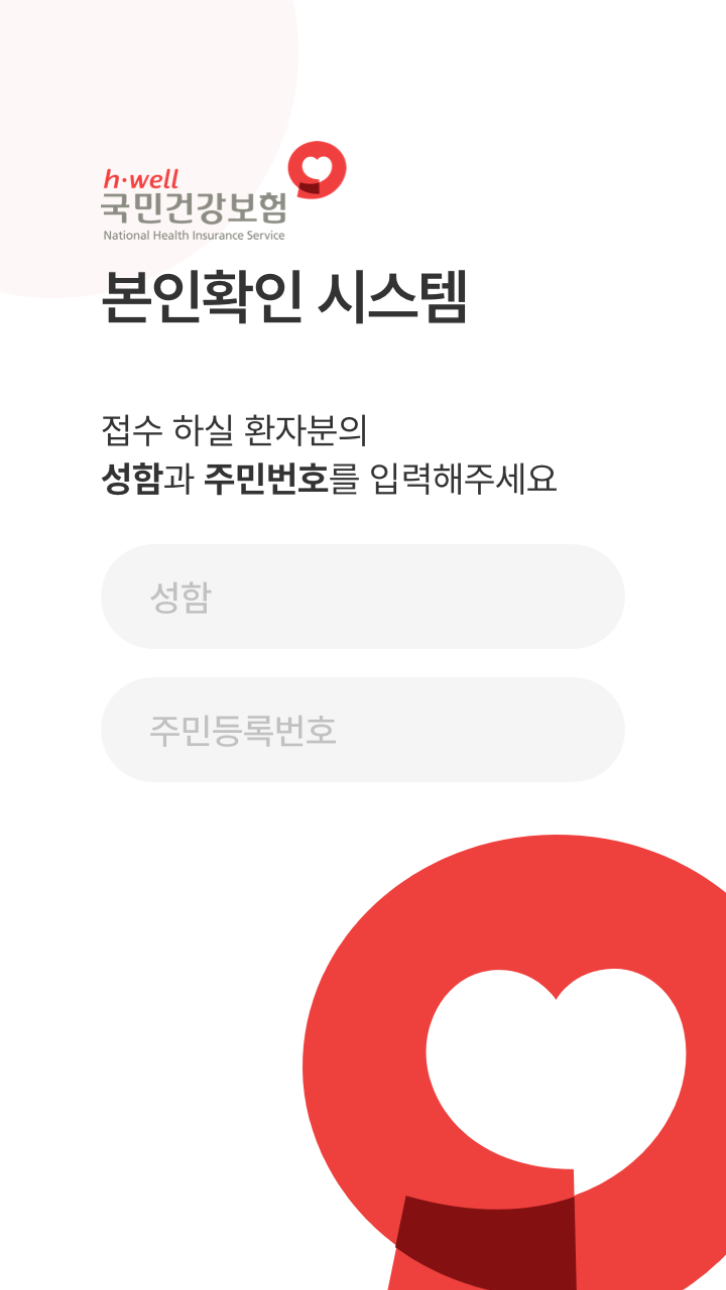 h·well
국민건강보험
National Health Insurance Service
본인확인 시스템
접수 하실 환자분의
성함과 주민번호를 입력해주세요
성함
주민등록번호